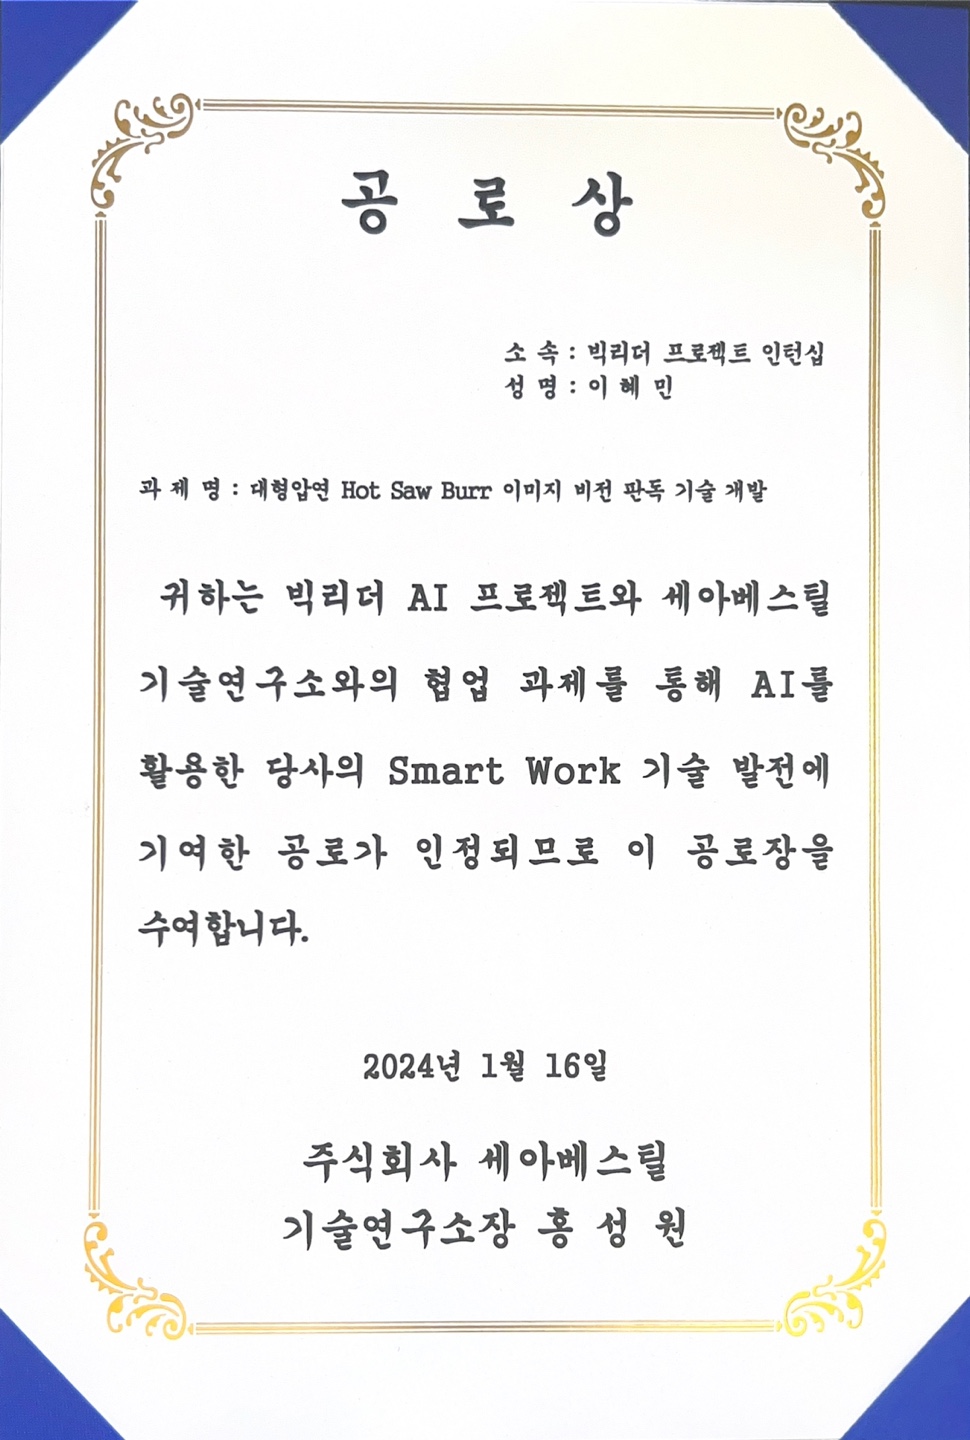 공 로 상
소 속 : 빅리더 프로젝트 인턴십
성 명 : 이 혜 민
과 제 명 : 대형압연 Hot Saw Burr 이미지 비전 판독 기술 개발
귀하는 빅리더 AI 프로젝트와 세아베스틸
기술연구소와의 협업 과제를 통해 AI를
활용한 당사의 Smart Work 기술 발전에
기여한 공로가 인정되므로 이 공로장을
수여합니다.
2024년 1월 16일
주식회사 세아베스틸
기술연구소장 홍 성 원